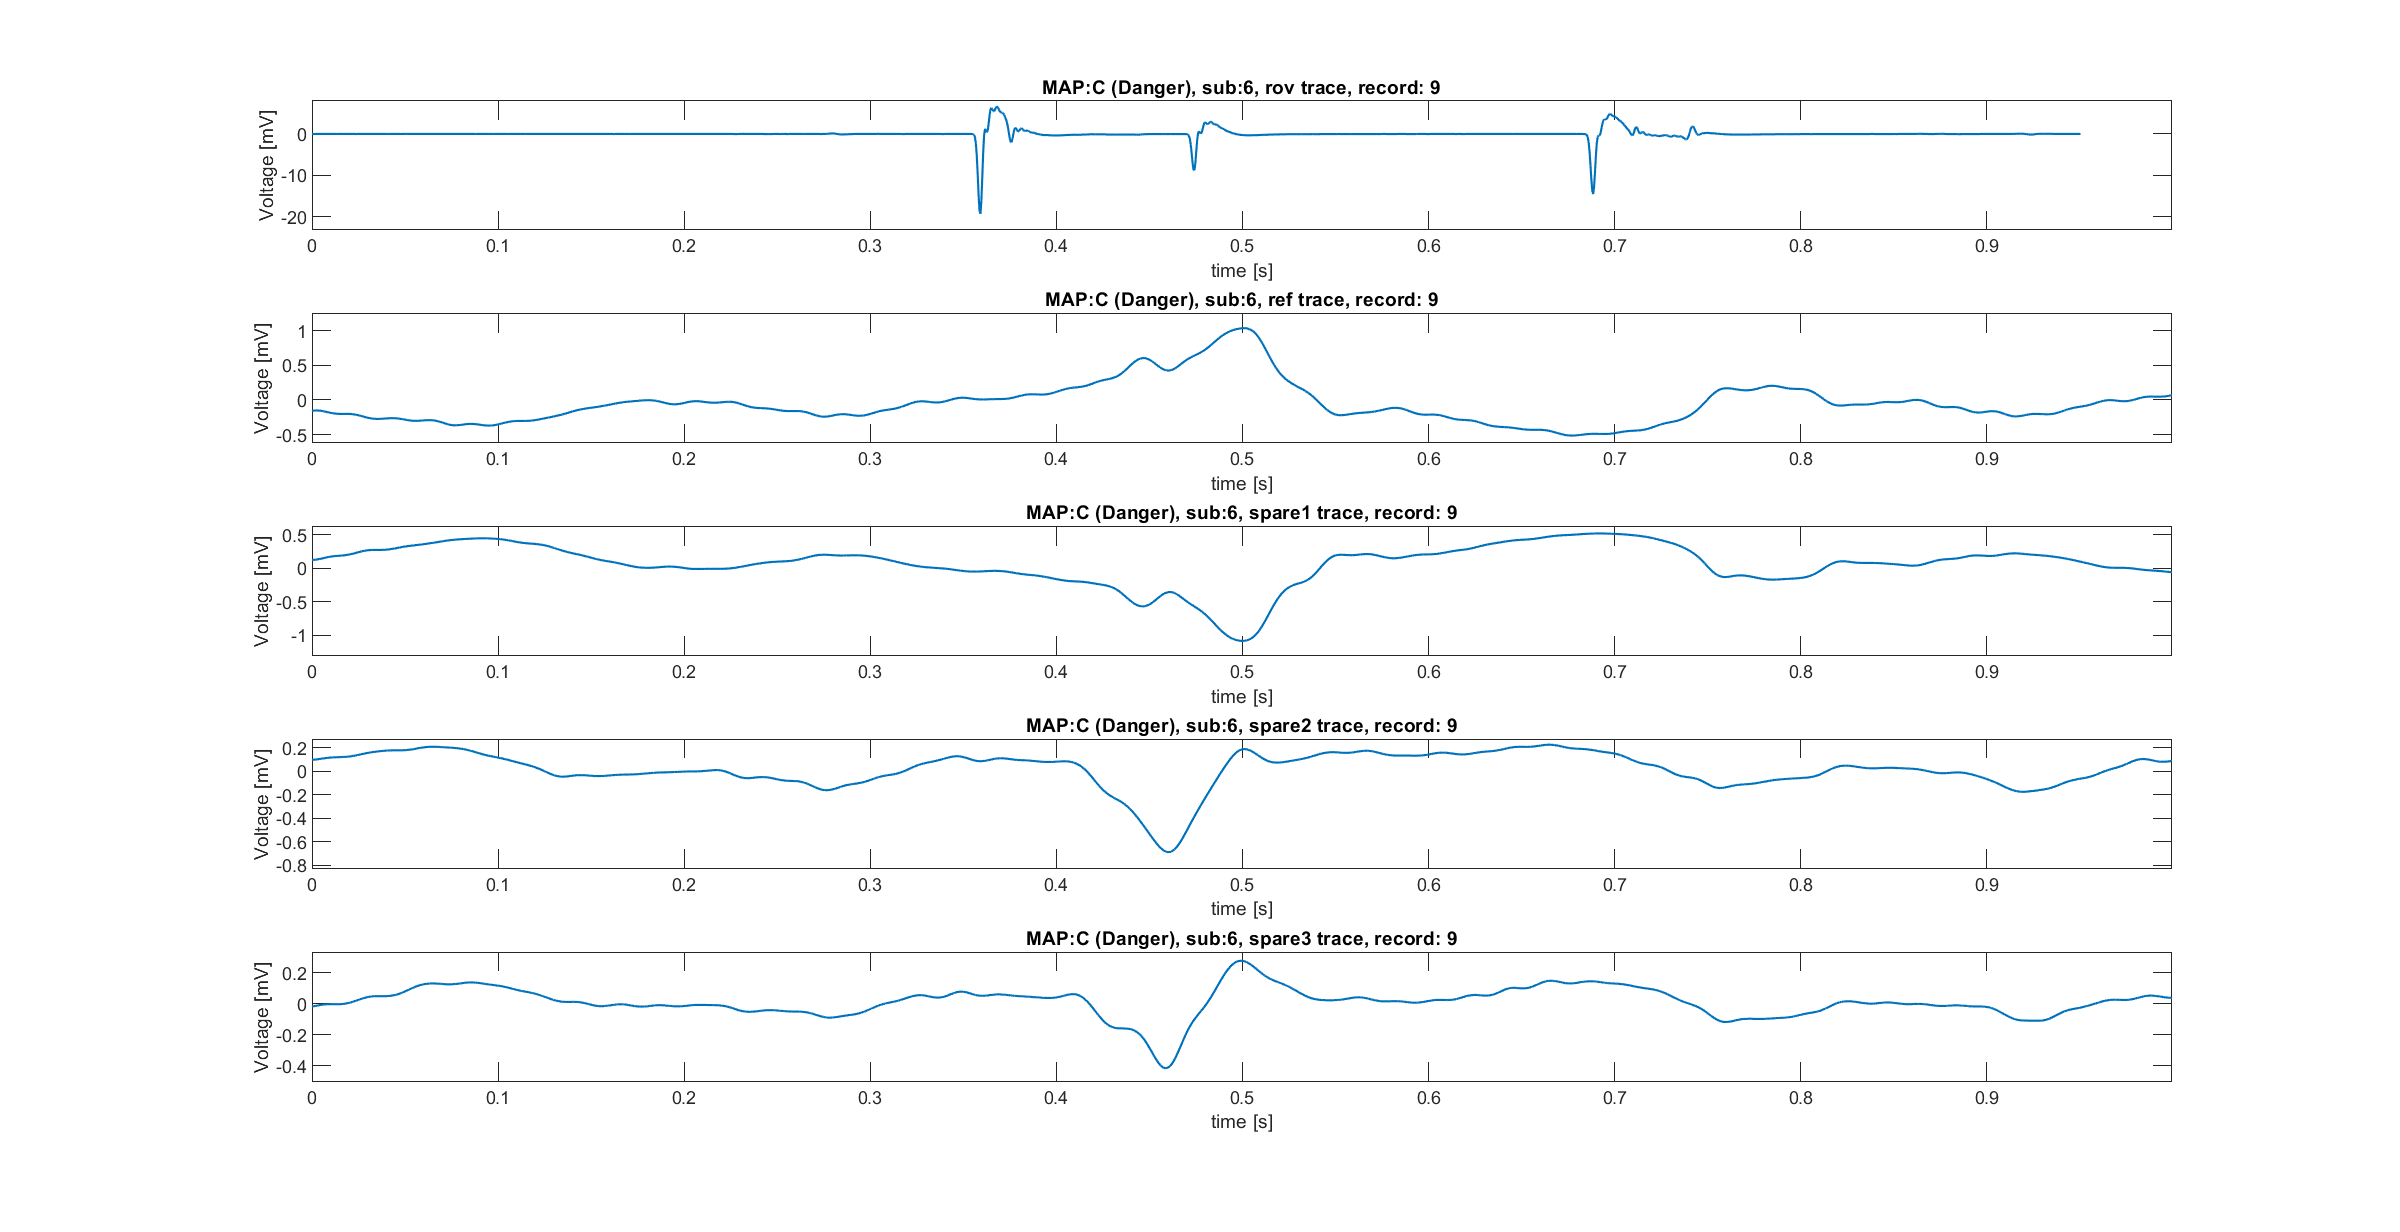 MAP:C (Danger), sub:6, rov trace, record: 9
Voltage [mV]
0
-10
-20
0 0.1 0.2 0.3 0.4 0.5 0.6 0.7 0.8 0.9
time [s]
MAP:C (Danger), sub:6, ref trace, record: 9
Voltage [mV]
1
0.5
0
-0.5
0 0.1 0.2 0.3 0.4 0.5 0.6 0.7 0.8 0.9
time [s]
MAP:C (Danger), sub:6, spare1 trace, record: 9
Voltage [mV]
0.5
0
-0.5
-1
0 0.1 0.2 0.3 0.4 0.5 0.6 0.7 0.8 0.9
time [s]
MAP:C (Danger), sub:6, spare2 trace, record: 9
Voltage [mV]
0.2
0
-0.2
-0.4
-0.6
-0.8
0 0.1 0.2 0.3 0.4 0.5 0.6 0.7 0.8 0.9
time [s]
MAP:C (Danger), sub:6, spare3 trace, record: 9
Voltage [mV]
0.2
0
-0.2
-0.4
0 0.1 0.2 0.3 0.4 0.5 0.6 0.7 0.8 0.9
time [s]